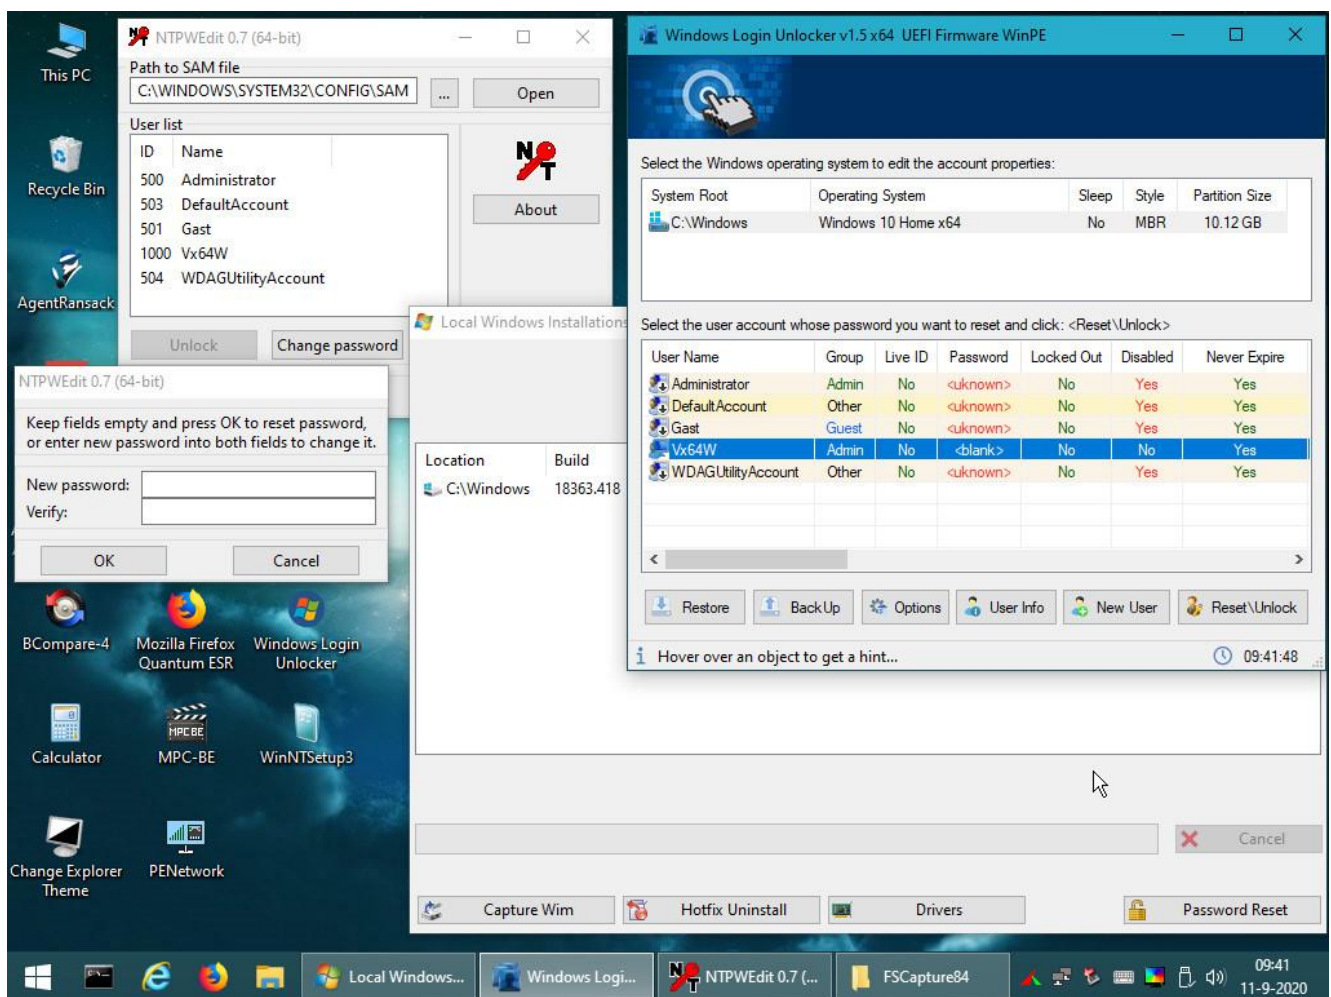 This PC
Recycle Bin
AgentRansack
NTPWEdit 0.7 (64-bit)
Path to SAM file
C:\WINDOWS\SYSTEM32\CONFIG\SAM
...
Open
User list
ID Name
500 Administrator
503 DefaultAccount
501 Gast
1000 Vx64W
504 WDAGUtilityAccount
About
Unlock
Change password
NTPWEdit 0.7 (64-bit)
Keep fields empty and press OK to reset password,
or enter new password into both fields to change it.
New password:
Verify:
OK
Cancel
Local Windows Installations
Location Build
C:\Windows 18363.418
Windows Login Unlocker v1.5 x64 UEFI Firmware WinPE
Select the Windows operating system to edit the account properties:
System Root Operating System Sleep Style Partition Size
C:\Windows Windows 10 Home x64 No MBR 10.12 GB
Select the user account whose password you want to reset and click: <Reset\Unlock>
User Name Group Live ID Password Locked Out Disabled Never Expire
Administrator Admin No <uknown> No Yes Yes
DefaultAccount Other No <uknown> No Yes Yes
Gast Guest No <uknown> No Yes Yes
Vx64W Admin No <blank> No No Yes
WDAGUtilityAccount Other No <uknown> No Yes Yes
Restore
BackUp
Options
User Info
New User
Reset\Unlock
Hover over an object to get a hint...
09:41:48
BCompare-4
Mozilla Firefox
Quantum ESR
Windows Login
Unlocker
Calculator
MPC-BE
MPC BE
WinNTSetup3
Change Explorer
Theme
PENetwork
Cancel
Capture Wim
Hotfix Uninstall
Drivers
Password Reset
Local Windows...
Windows Logi...
NTPWEdit 0.7 (...
FSCapture84
09:41
11-9-2020